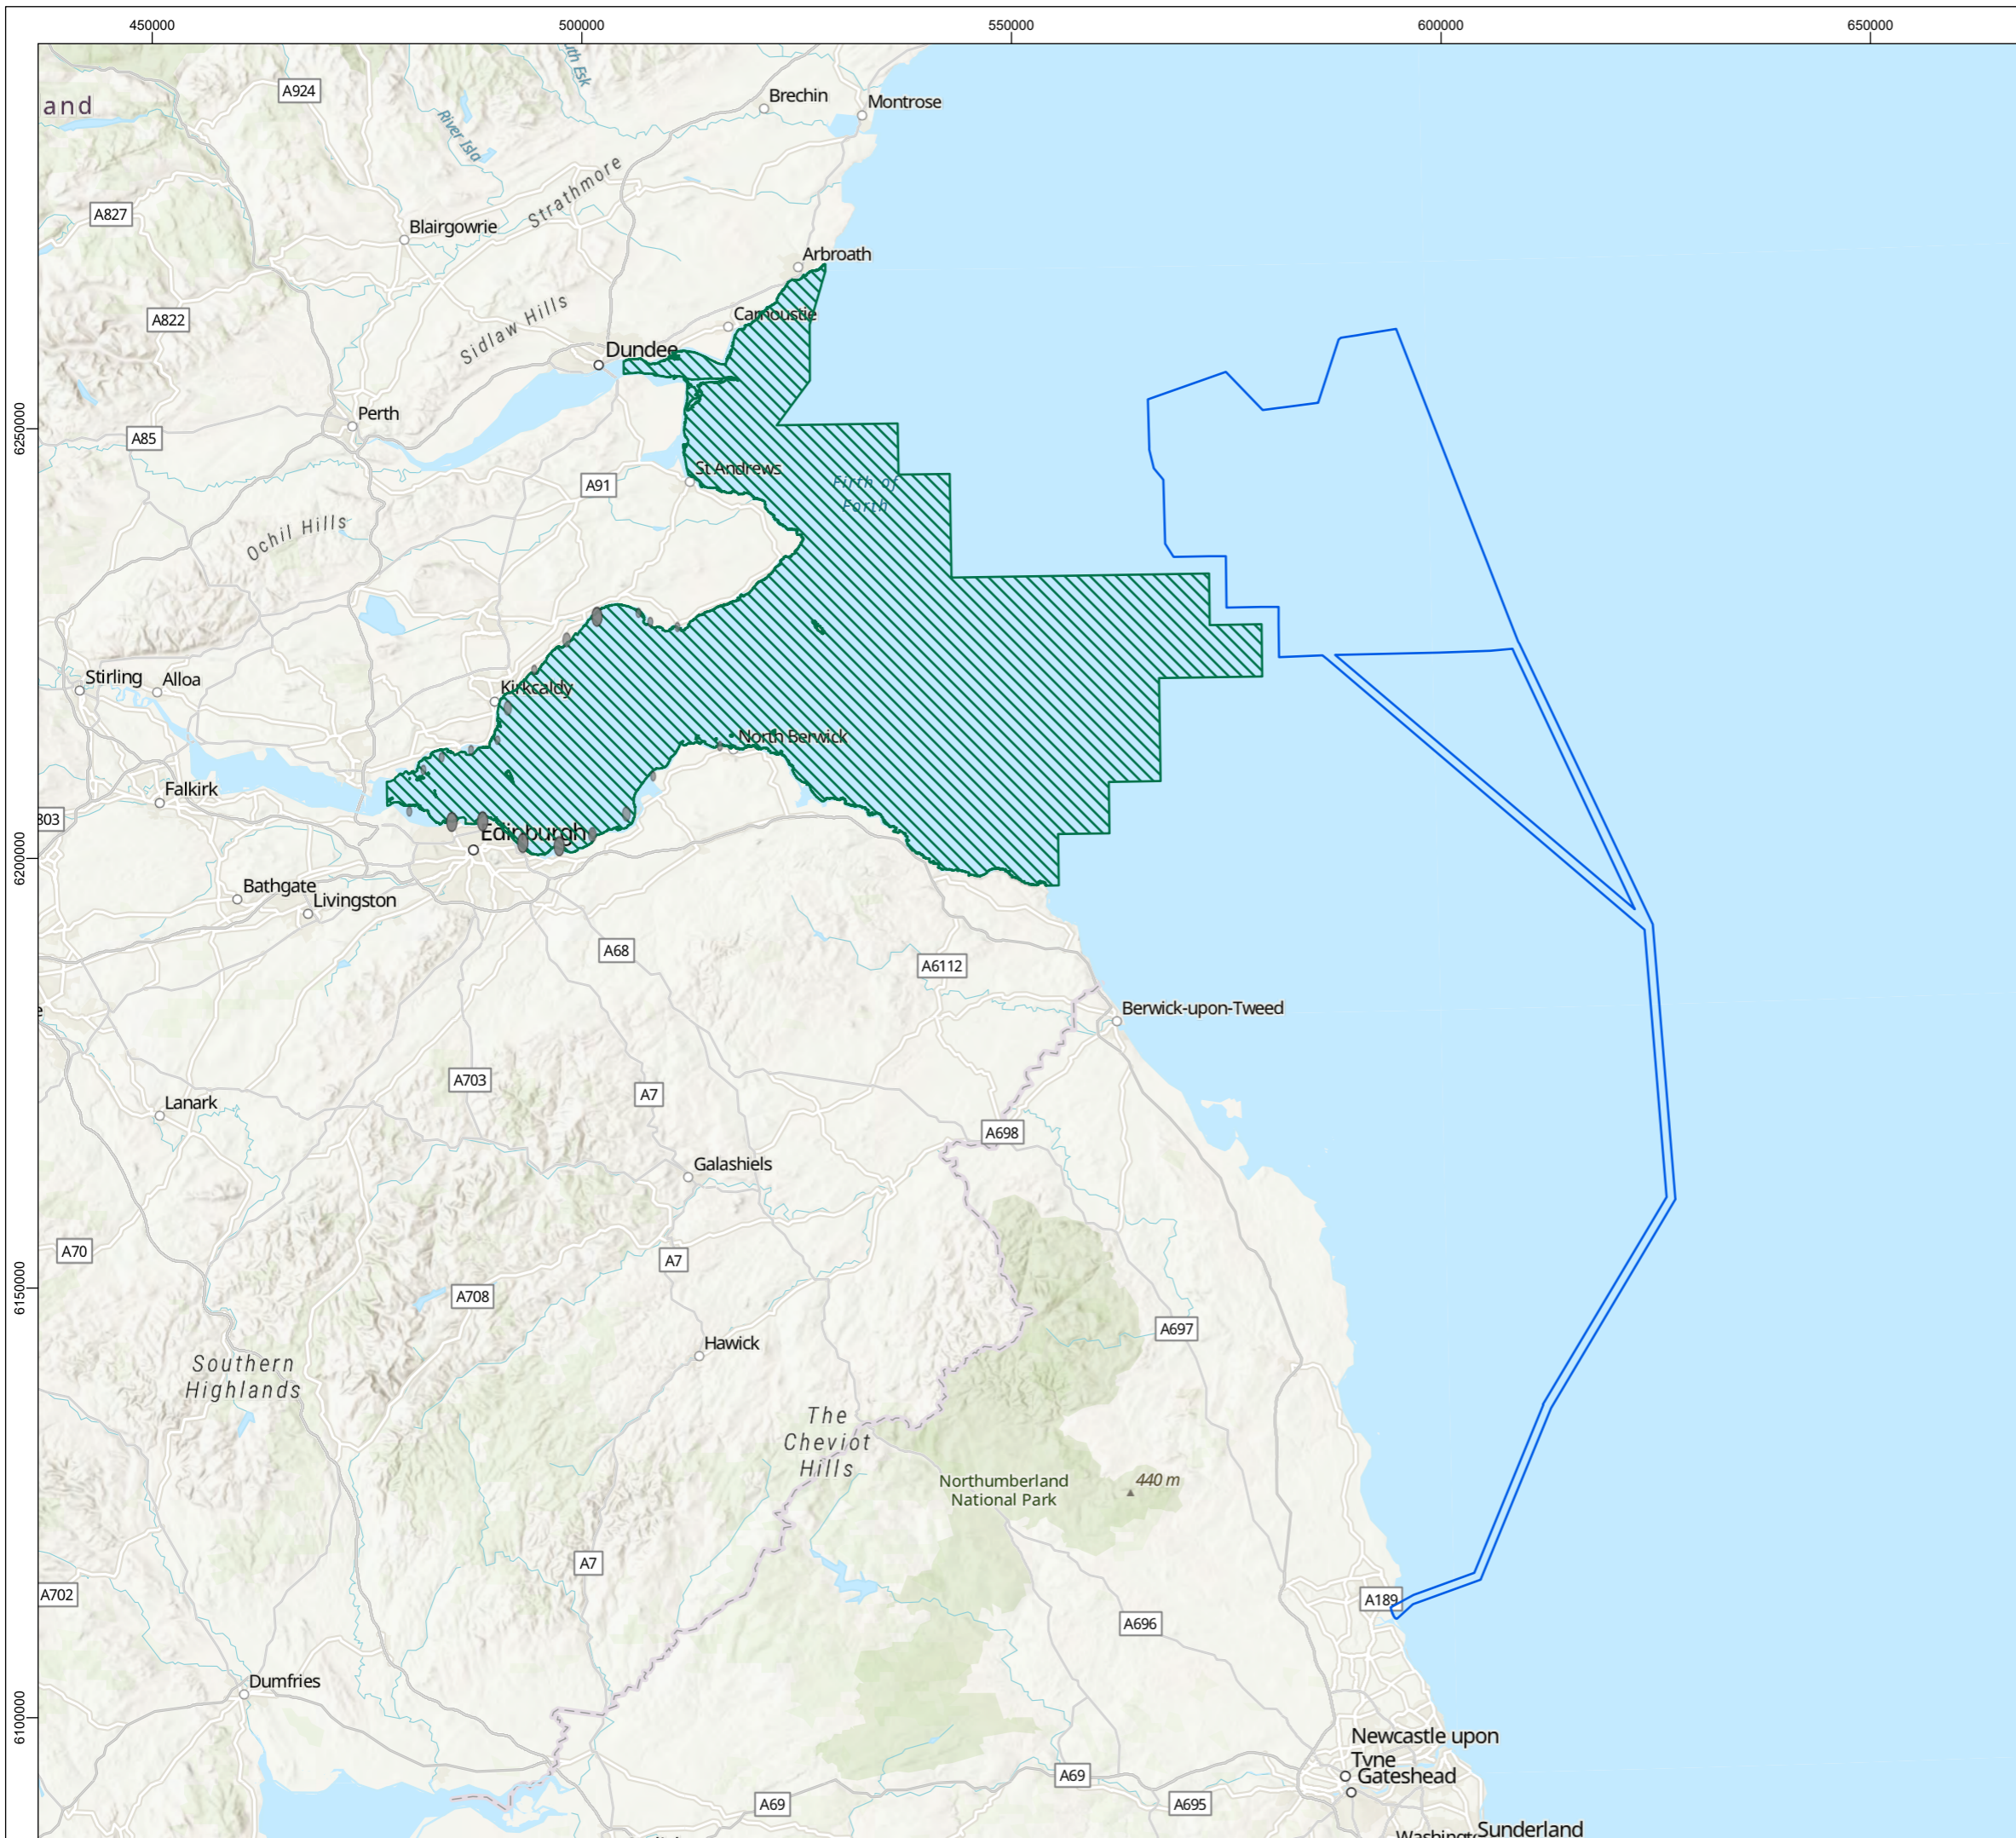 450000
500000
550000
600000
650000
6250000
6200000
6150000
6100000
and
A924
River Isla
uth Esk
Brechin
Montrose
A827
Blairgowrie
Strathmore
Arbroath
A822
Sidlaw Hills
Carnoustie
Dundee
Perth
A85
A91
St Andrews
Firth of
Forth
Ochil Hills
Stirling
Alloa
Kirkcaldy
North Berwick
Falkirk
803
Edinburgh
Bathgate
Livingston
A68
A6112
Berwick-upon-Tweed
e
A703
A7
Lanark
A698
Galashiels
A70
A7
A708
A697
Hawick
Southern
Highlands
The
Cheviot
Hills
Northumberland
National Park
440 m
A7
A702
A189
A696
Dumfries
Newcastle upon
Tyne
Gateshead
A69
A69
A695
Sunderland